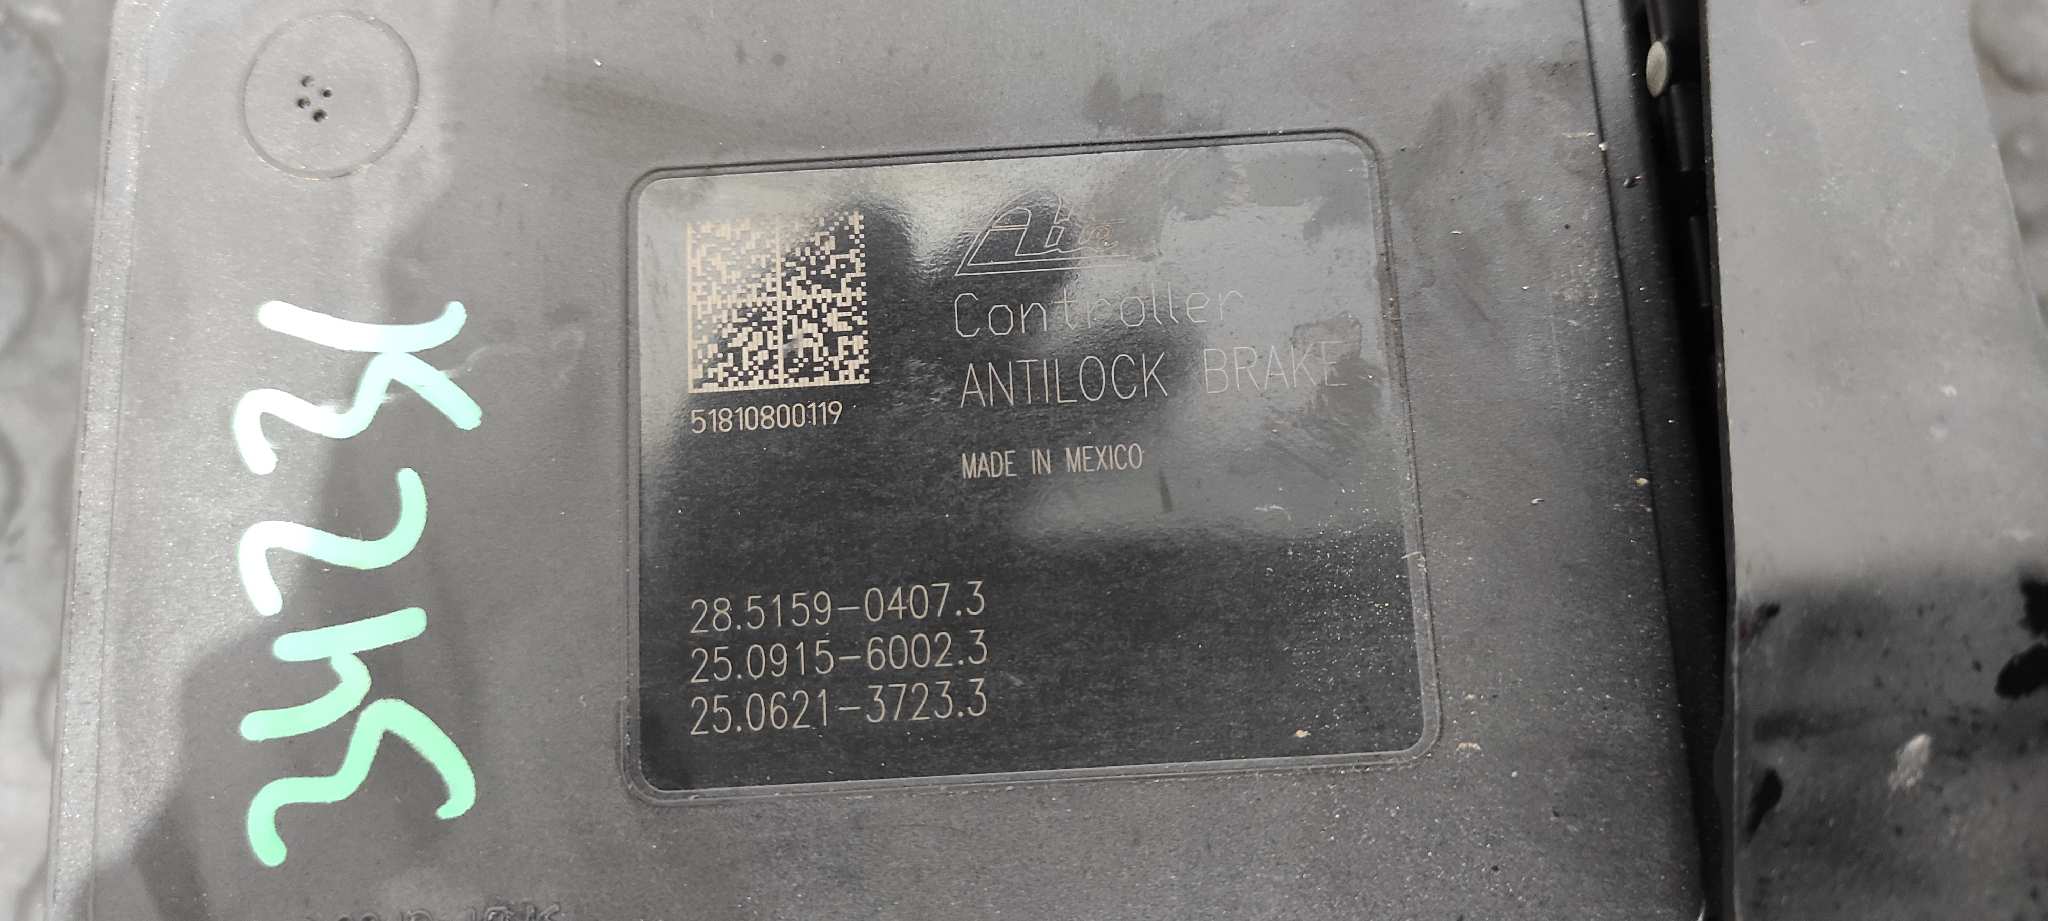 Ate
Controller
ANTILOCK BRAKE
51810800119
MADE IN MEXICO
28.5159-0407.3
25.0915-6002.3
25.0621-3723.3